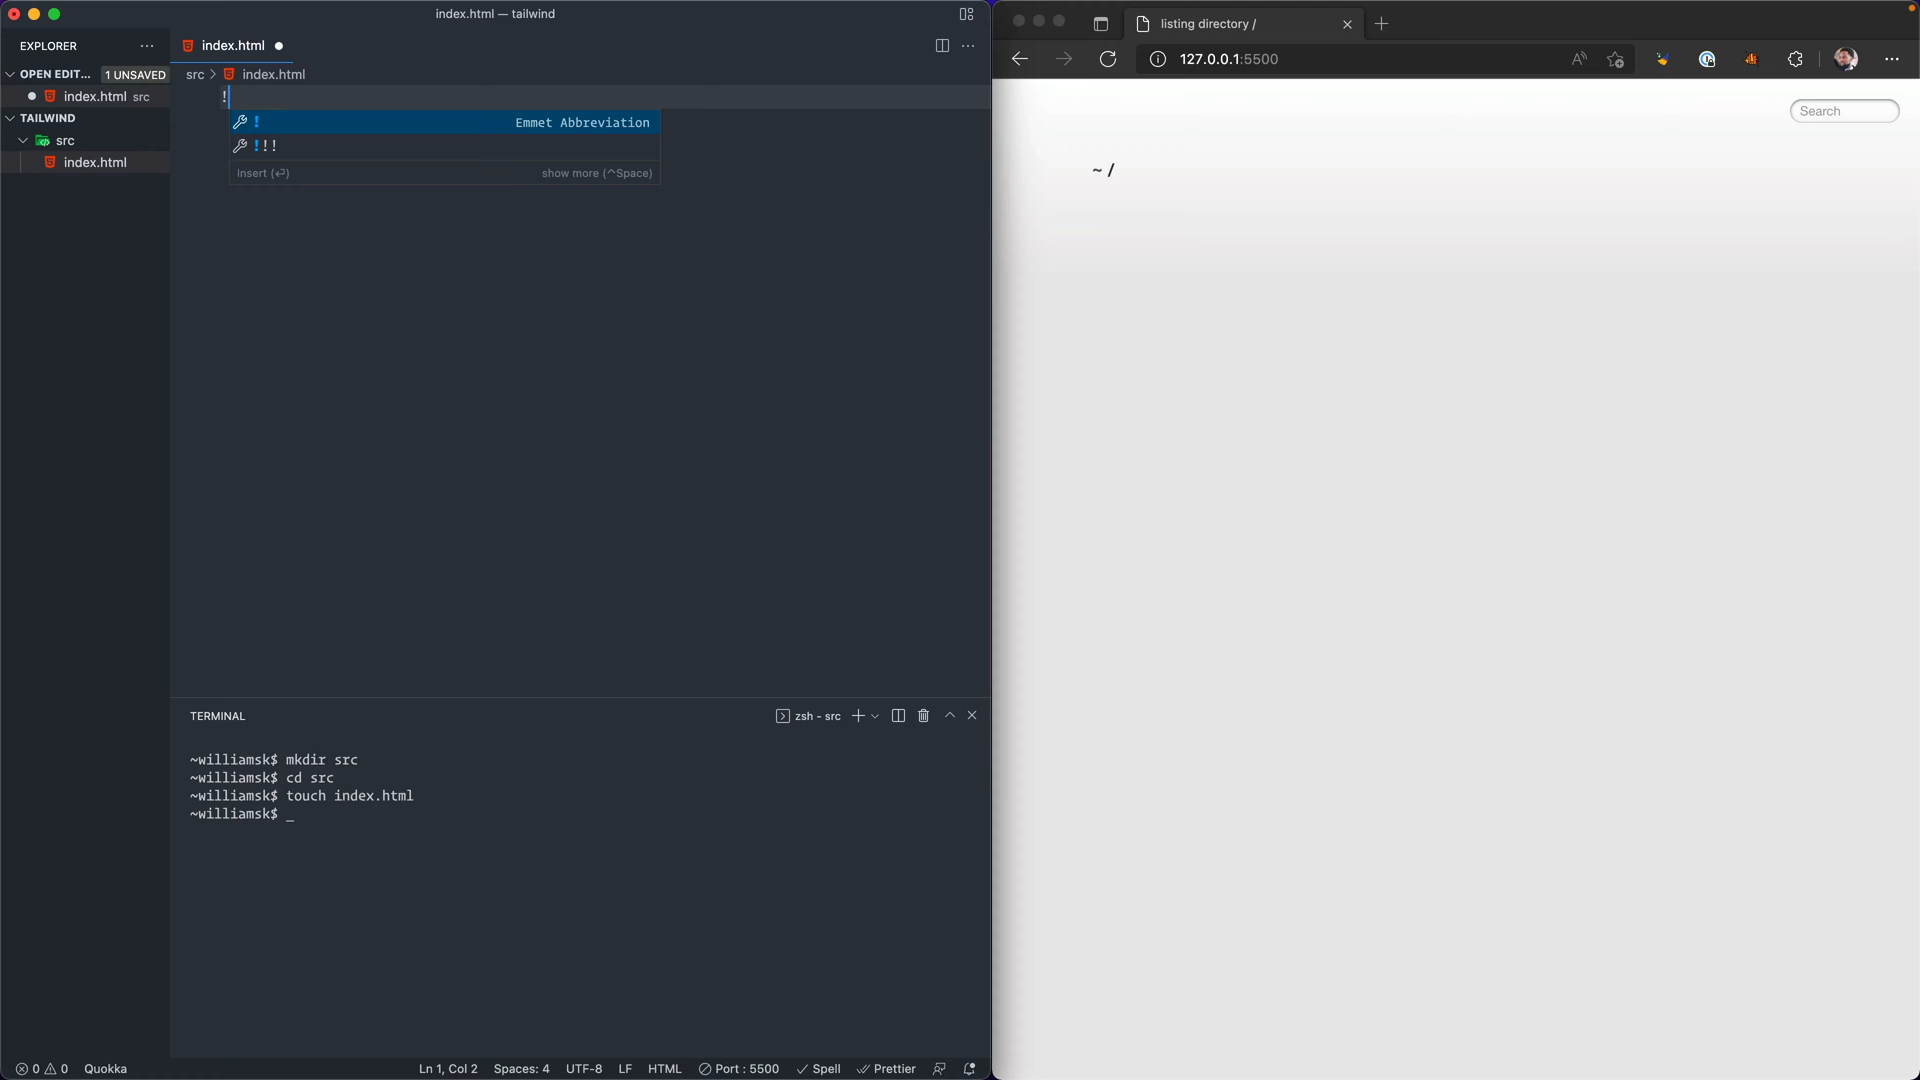 index.html — tailwind
EXPLORER
index.html
OPEN EDIT... 1 UNSAVED
index.html src
TAILWIND
src
index.html
src > index.html
!
! Emmet Abbreviation
!!!
Insert (⏎) show more (^Space)
TERMINAL
zsh - src
~williamsk$ mkdir src
~williamsk$ cd src
~williamsk$ touch index.html
~williamsk$ _
0 0 Quokka
Ln 1, Col 2 Spaces: 4 UTF-8 LF HTML Port : 5500 Spell Prettier
listing directory /
127.0.0.1:5500
Search
~ /